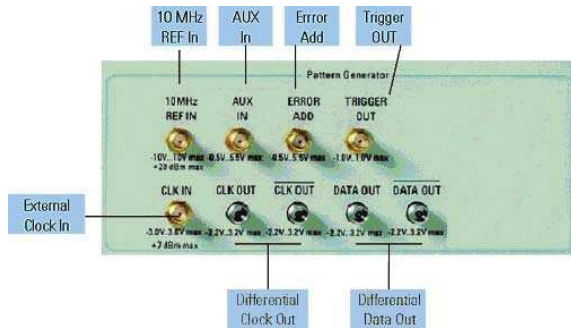 10 MHz REF In
AUX In
Errror Add
Trigger OUT
Pattern Generator
10MHz REF IN
AUX IN
ERROR ADD
TRIGGER OUT
-10V..10V max
+20 dBm max
-0.5V..5.5V max
-0.5V..5.5V max
-1.0V..1.0V max
External Clock In
CLK IN
CLK OUT
CLK OUT
DATA OUT
DATA OUT
-3.0V..3.0V max
+7 dBm max
-2.2V..3.2V max
-2.2V..3.2V max
-2.2V..3.2V max
-2.2V..3.2V max
Differential Clock Out
Differential Data Out